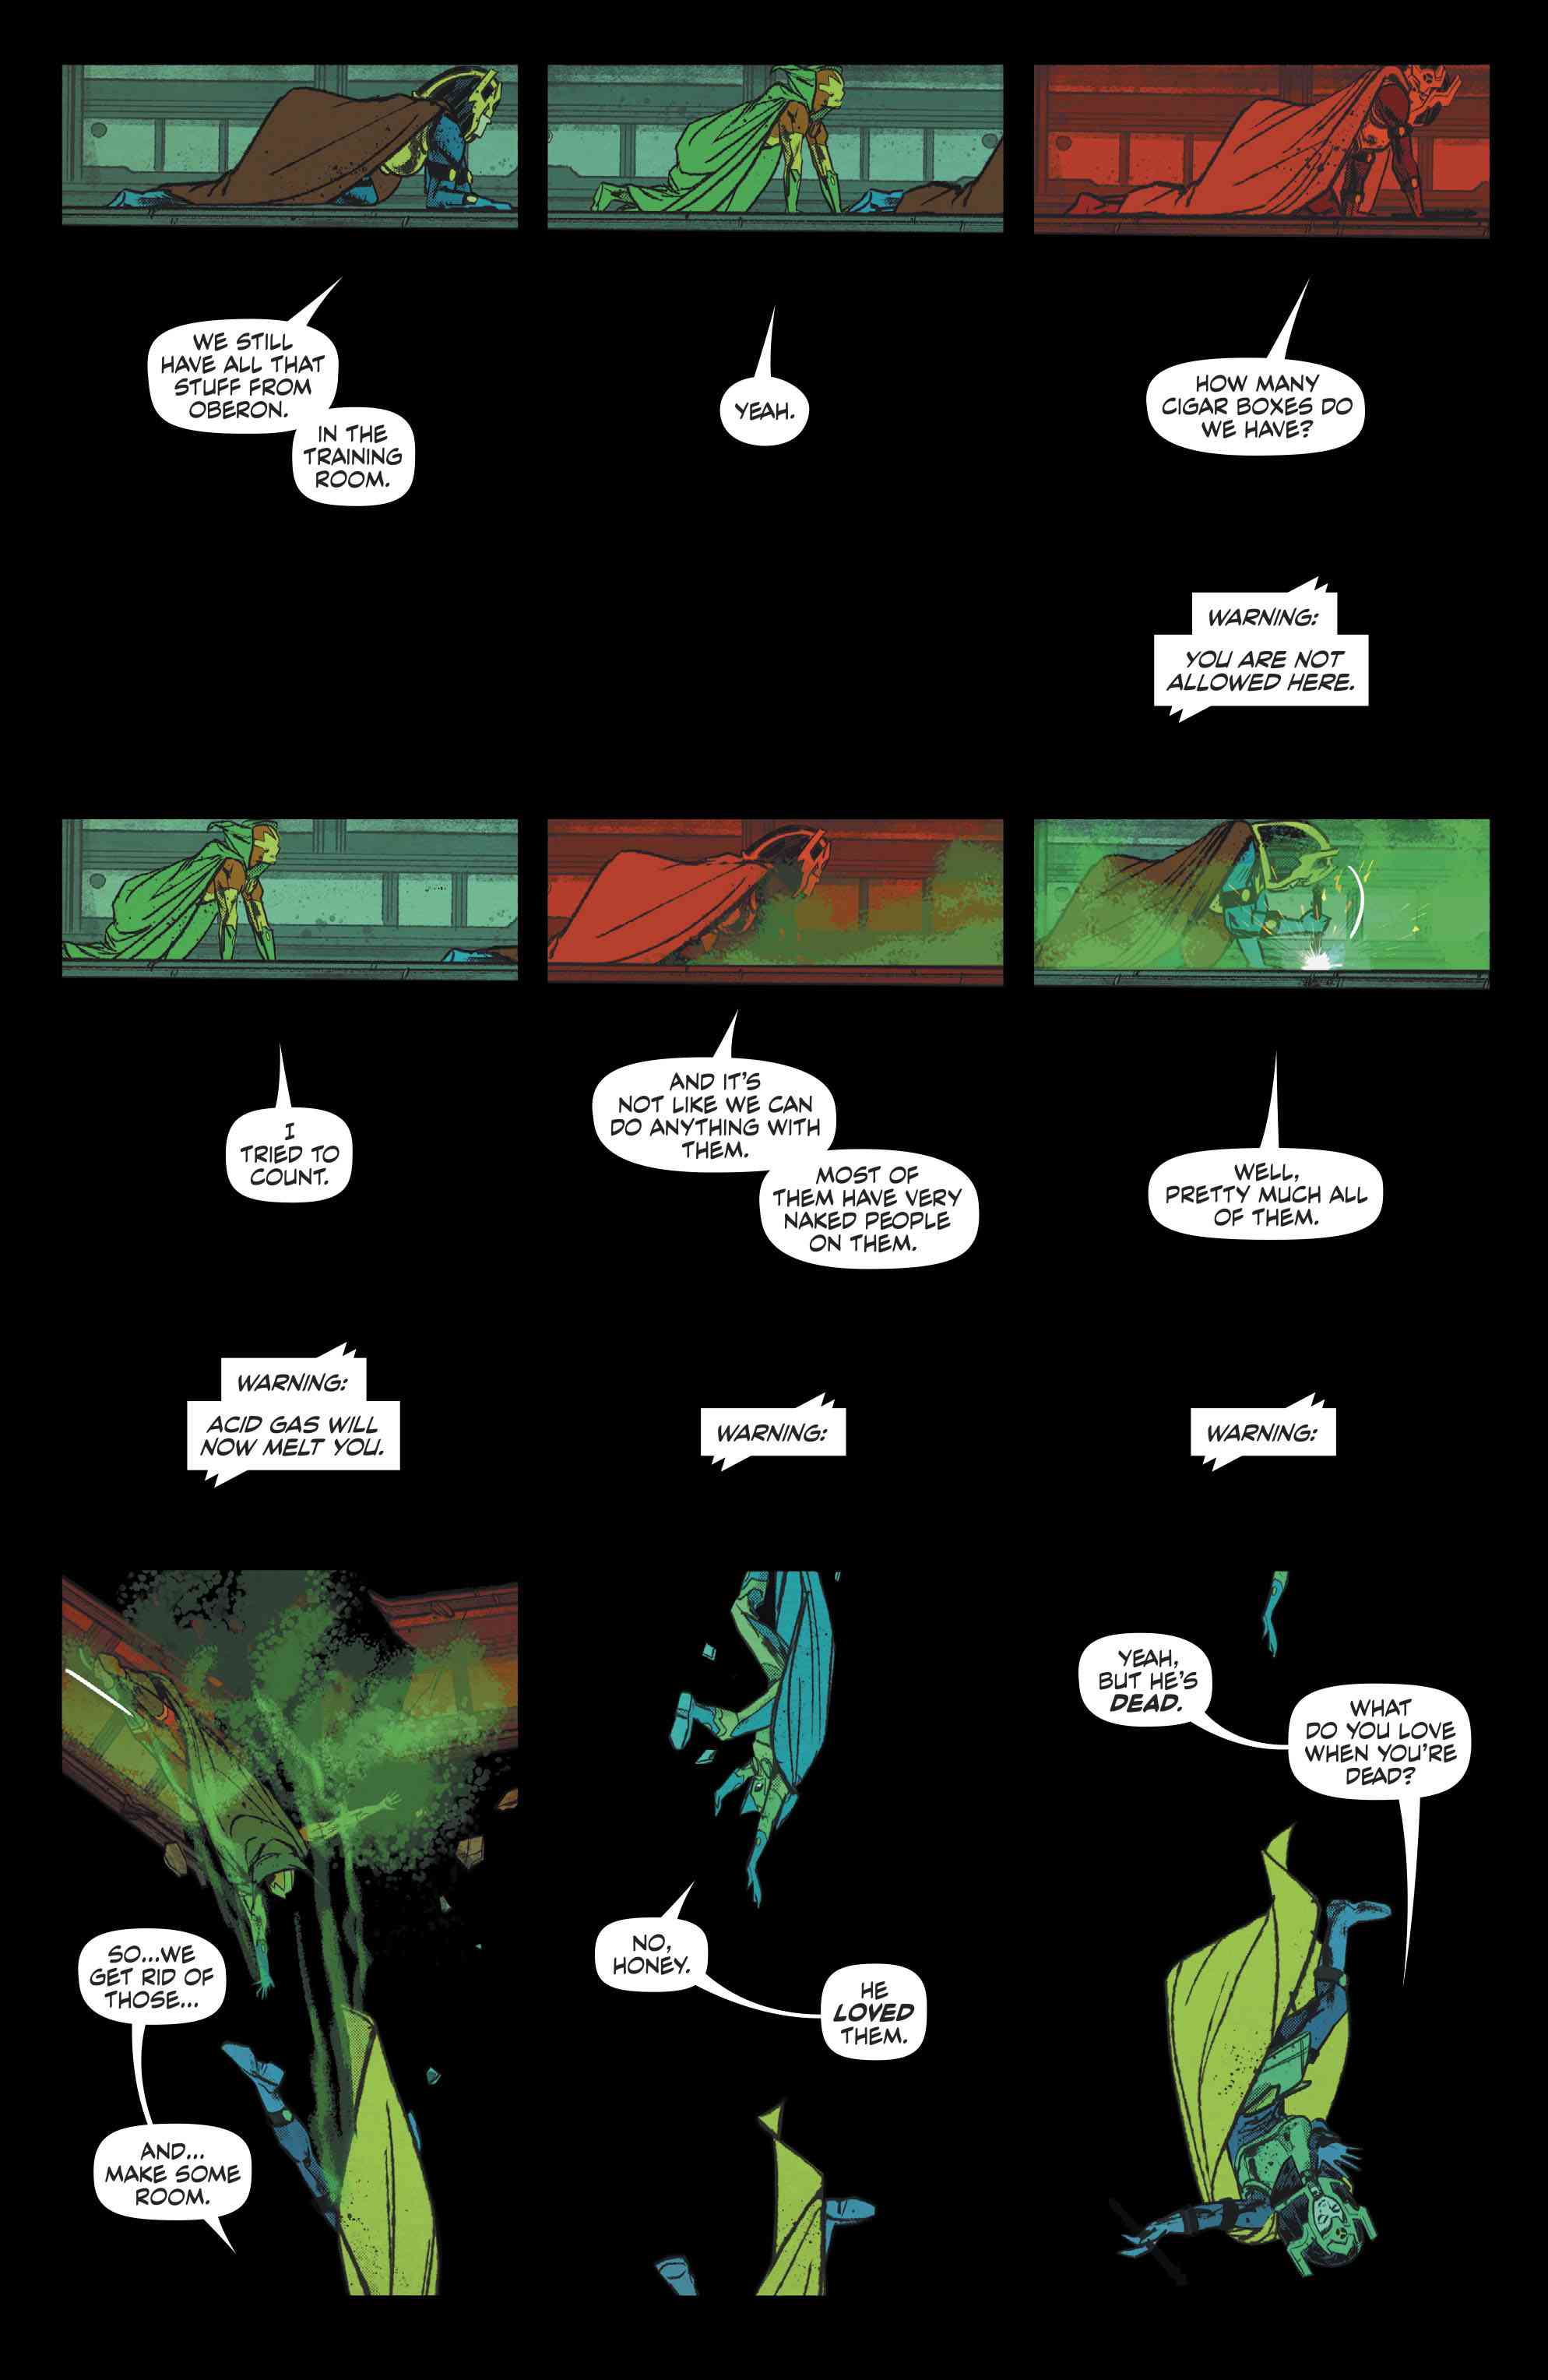 WE STILL
HAVE ALL THAT
STUFF FROM
OBERON.
IN THE
TRAINING
ROOM.
YEAH.
HOW MANY
CIGAR BOXES DO
WE HAVE?
WARNING:
YOU ARE NOT
ALLOWED HERE.
I
TRIED TO
COUNT.
WARNING:
ACID GAS WILL
NOW MELT YOU.
AND IT'S
NOT LIKE WE CAN
DO ANYTHING WITH
THEM.
MOST OF
THEM HAVE VERY
NAKED PEOPLE
ON THEM.
WARNING:
WELL,
PRETTY MUCH ALL
OF THEM.
WARNING:
SO...WE
GET RID OF
THOSE...
AND...
MAKE SOME
ROOM.
NO,
HONEY.
HE
LOVED
THEM.
YEAH,
BUT HE'S
DEAD.
WHAT
DO YOU LOVE
WHEN YOU'RE
DEAD?